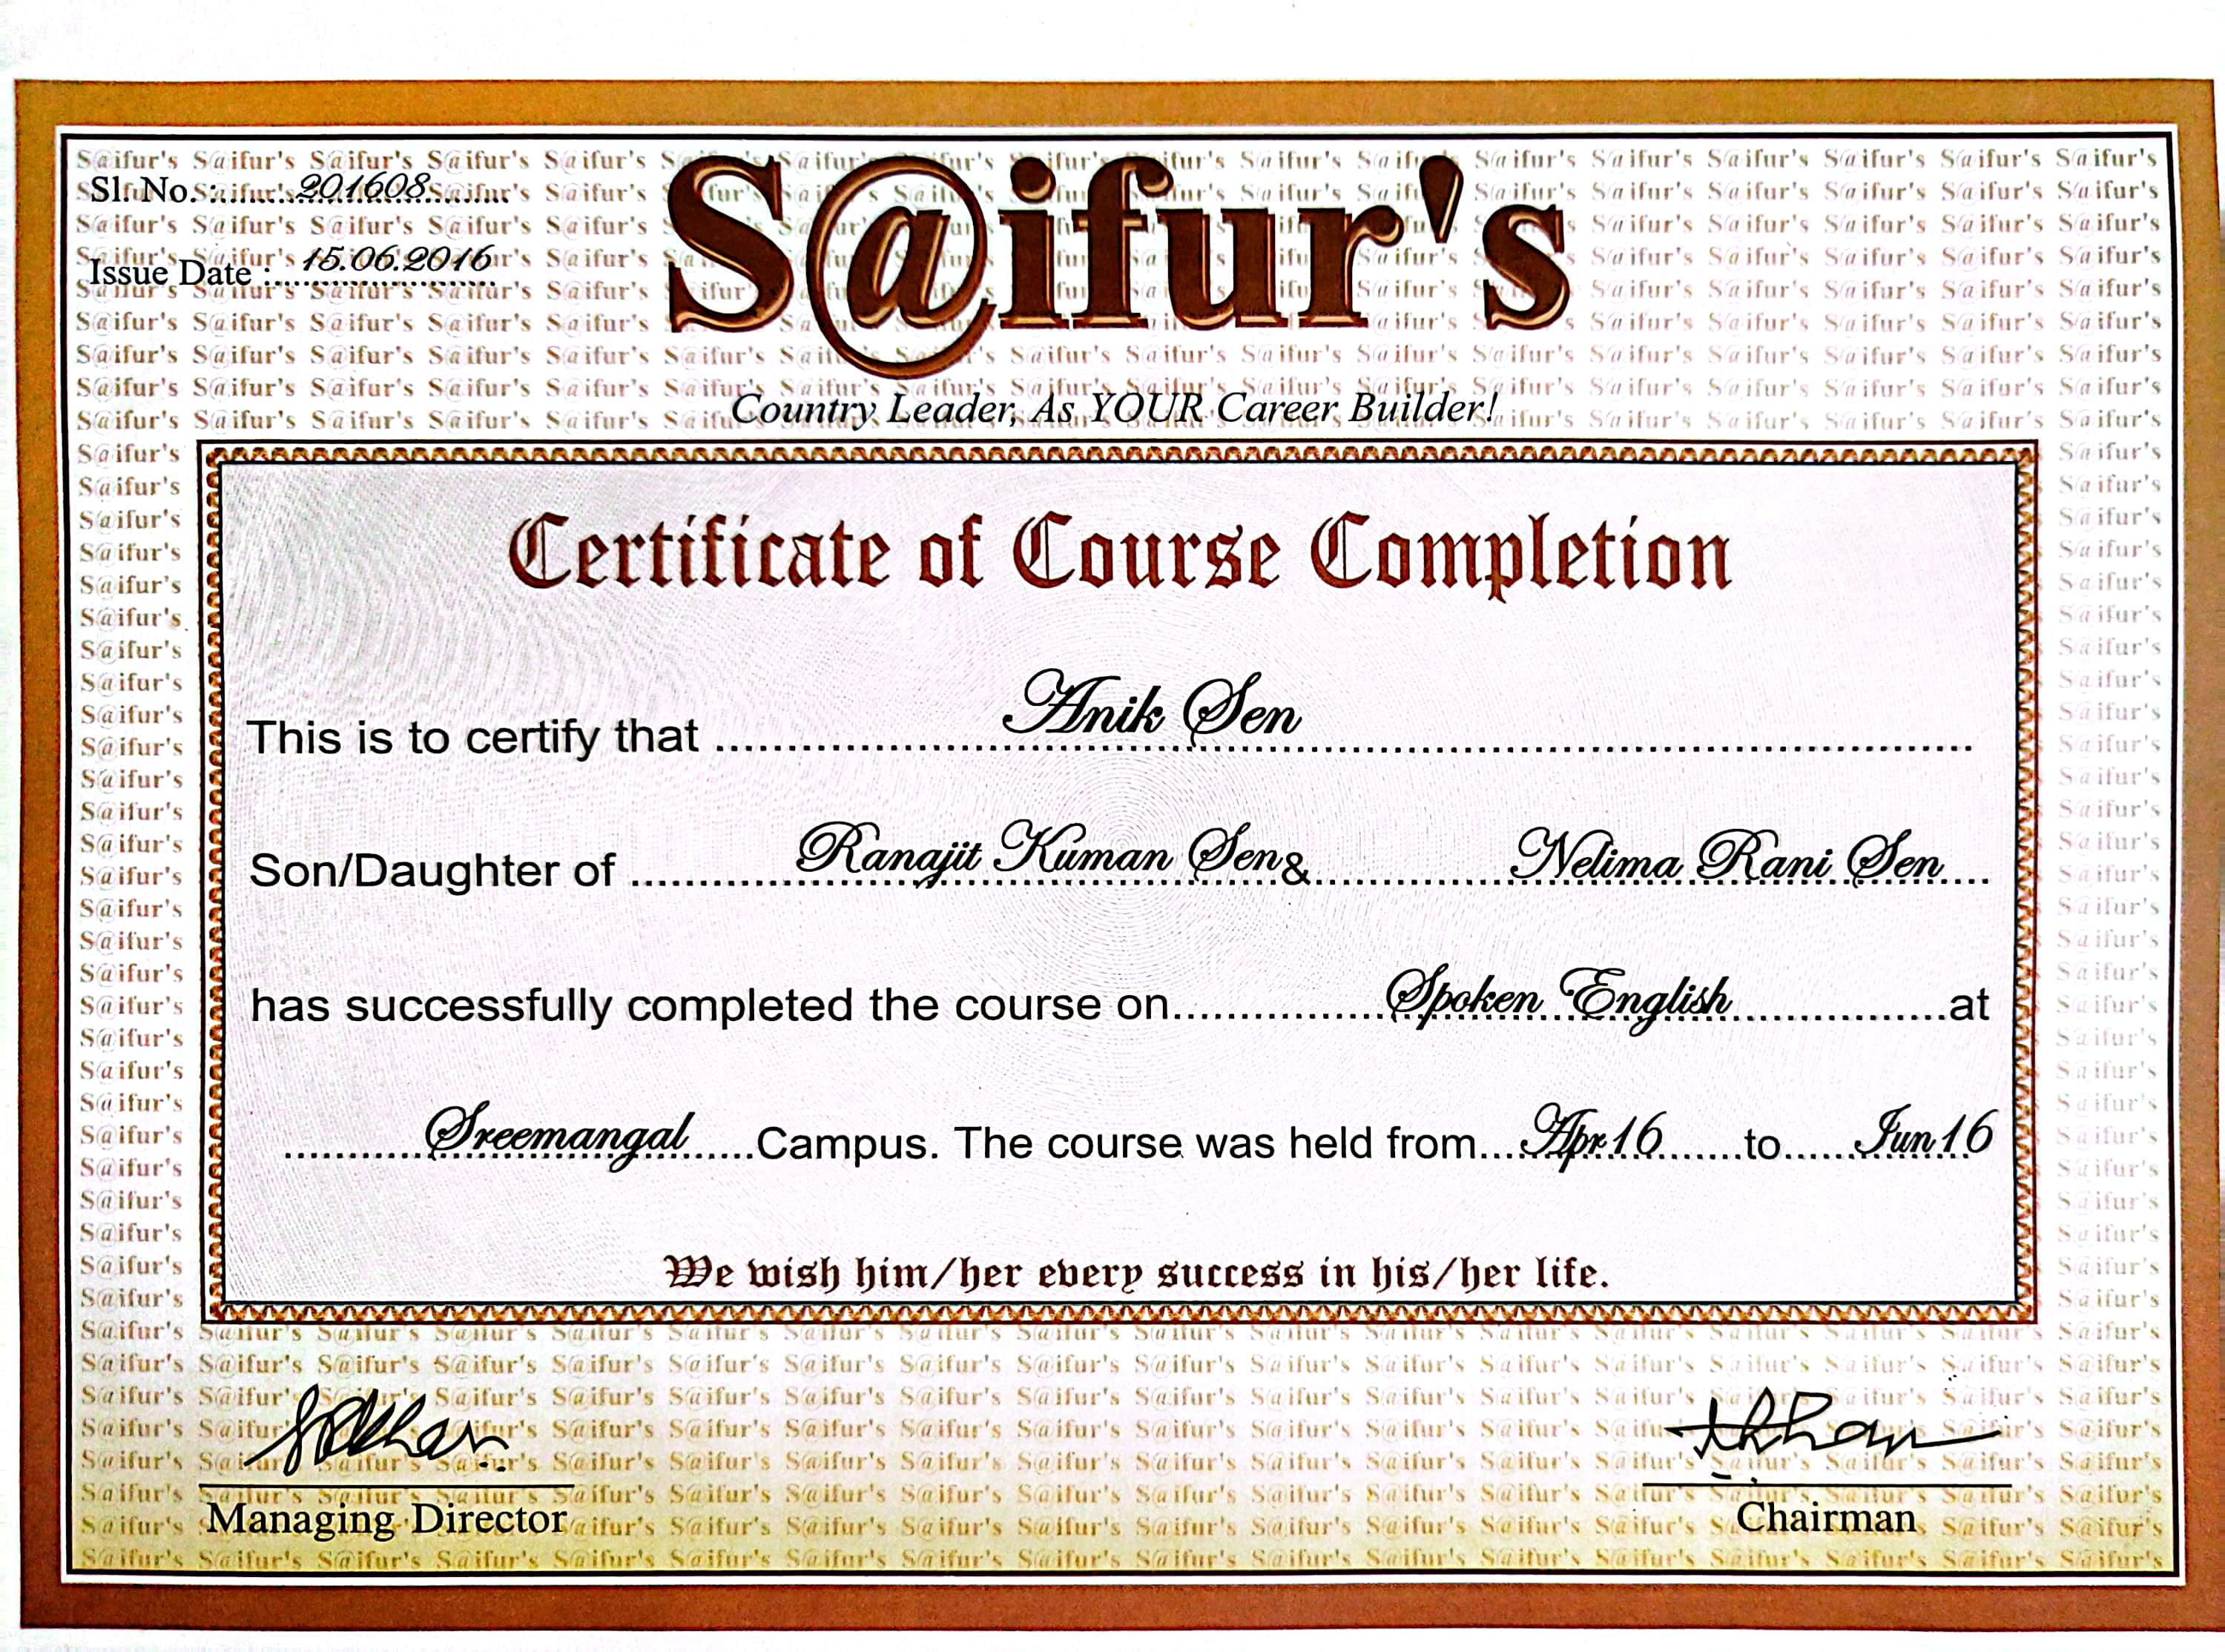 S@ifur's
Sl. No.: 201608
Issue Date : 15.06.2016
Country Leader, As YOUR Career Builder!
Certificate of Course Completion
This is to certify that Anik Sen
Son/Daughter of Ranajit Kuman Sen & Nelima Rani Sen
has successfully completed the course on Spoken English at
Sreemangal Campus. The course was held from Apr 16 to Jun 16
We wish him/her every success in his/her life.
Managing Director
Chairman